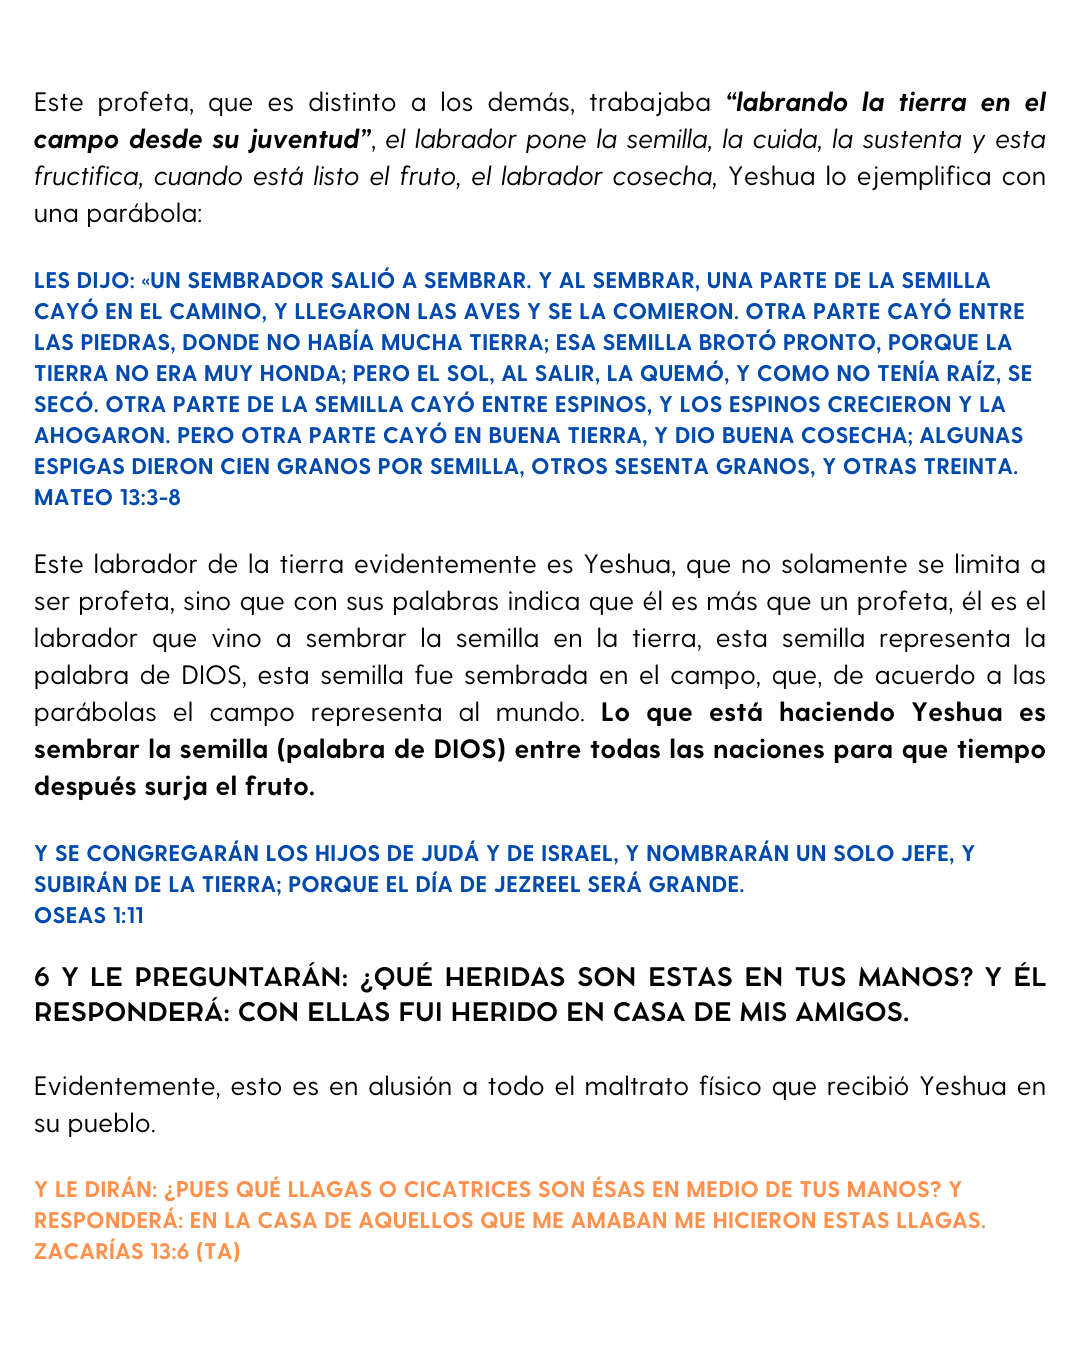 Este profeta, que es distinto a los demás, trabajaba “labrando la tierra en el
campo desde su juventud”, el labrador pone la semilla, la cuida, la sustenta y esta
fructifica, cuando está listo el fruto, el labrador cosecha, Yeshua lo ejemplifica con
una parábola:
LES DIJO: «UN SEMBRADOR SALIÓ A SEMBRAR. Y AL SEMBRAR, UNA PARTE DE LA SEMILLA
CAYÓ EN EL CAMINO, Y LLEGARON LAS AVES Y SE LA COMIERON. OTRA PARTE CAYÓ ENTRE
LAS PIEDRAS, DONDE NO HABÍA MUCHA TIERRA; ESA SEMILLA BROTÓ PRONTO, PORQUE LA
TIERRA NO ERA MUY HONDA; PERO EL SOL, AL SALIR, LA QUEMÓ, Y COMO NO TENÍA RAÍZ, SE
SECÓ. OTRA PARTE DE LA SEMILLA CAYÓ ENTRE ESPINOS, Y LOS ESPINOS CRECIERON Y LA
AHOGARON. PERO OTRA PARTE CAYÓ EN BUENA TIERRA, Y DIO BUENA COSECHA; ALGUNAS
ESPIGAS DIERON CIEN GRANOS POR SEMILLA, OTROS SESENTA GRANOS, Y OTRAS TREINTA.
MATEO 13:3-8
Este labrador de la tierra evidentemente es Yeshua, que no solamente se limita a
ser profeta, sino que con sus palabras indica que él es más que un profeta, él es el
labrador que vino a sembrar la semilla en la tierra, esta semilla representa la
palabra de DIOS, esta semilla fue sembrada en el campo, que, de acuerdo a las
parábolas el campo representa al mundo. Lo que está haciendo Yeshua es
sembrar la semilla (palabra de DIOS) entre todas las naciones para que tiempo
después surja el fruto.
Y SE CONGREGARÁN LOS HIJOS DE JUDÁ Y DE ISRAEL, Y NOMBRARÁN UN SOLO JEFE, Y
SUBIRÁN DE LA TIERRA; PORQUE EL DÍA DE JEZREEL SERÁ GRANDE.
OSEAS 1:11
6 Y LE PREGUNTARÁN: ¿QUÉ HERIDAS SON ESTAS EN TUS MANOS? Y ÉL
RESPONDERÁ: CON ELLAS FUI HERIDO EN CASA DE MIS AMIGOS.
Evidentemente, esto es en alusión a todo el maltrato físico que recibió Yeshua en
su pueblo.
Y LE DIRÁN: ¿PUES QUÉ LLAGAS O CICATRICES SON ÉSAS EN MEDIO DE TUS MANOS? Y
RESPONDERÁ: EN LA CASA DE AQUELLOS QUE ME AMABAN ME HICIERON ESTAS LLAGAS.
ZACARÍAS 13:6 (TA)